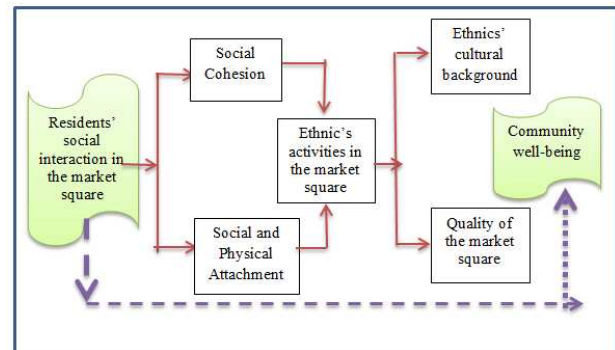 Residents'
social
interaction in
the market
square
Social
Cohesion
Social and
Physical
Attachment
Ethnic's
activities in
the market
square
Ethnics'
cultural
background
Quality of
the market
square
Community
well-being